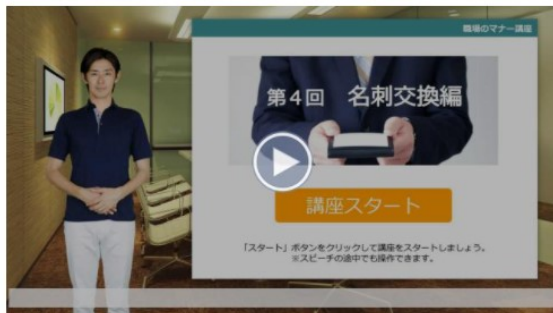 職場のマナー講座
第4回 名刺交換編
講座スタート
「スタート」ボタンをクリックして講座をスタートしましょう。
※スピーチの途中でも操作できます。